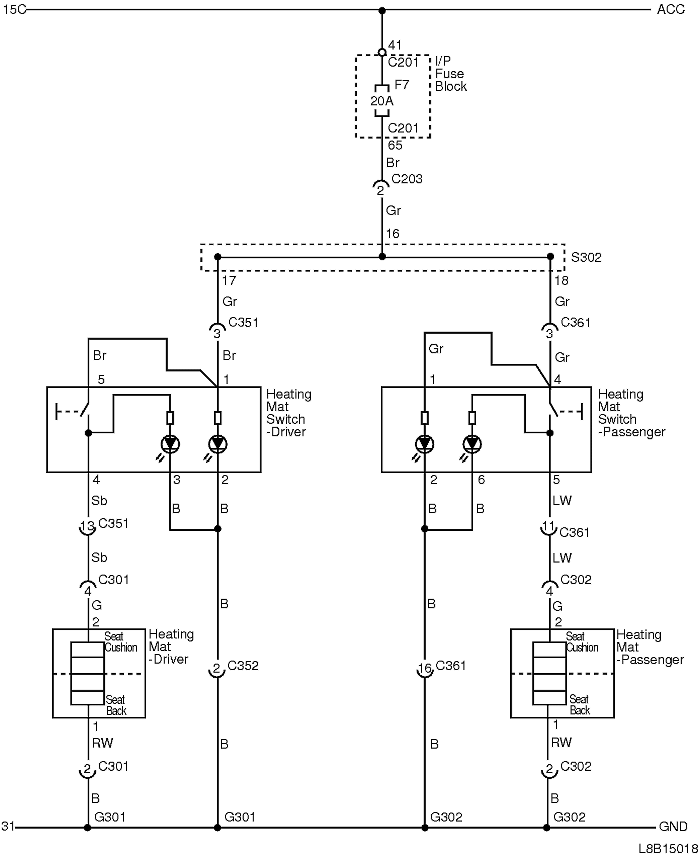 15C ACC
41
C201 I/P
Fuse
Block
F7
20A
C201
65
Br
C203
2
Gr
16
S302
17 18
Gr Gr
C351 C361
3 3
Br Br Gr Gr
5 1 1 4
Heating
Mat
Switch
-Driver
Heating
Mat
Switch
-Passenger
4 3 2 2 6 5
Sb B B B B LW
13 C351 11 C361
Sb LW
C301 C302
4 4
G B B G
2 2
Seat
Cushion
Heating
Mat
-Driver
Seat
Cushion
Heating
Mat
-Passenger
2 C352 16 C361
Seat
Back
Seat
Back
1 1
RW B B RW
2 C301 2 C302
B B
31 G301 G301 G302 G302 GND
L8B15018